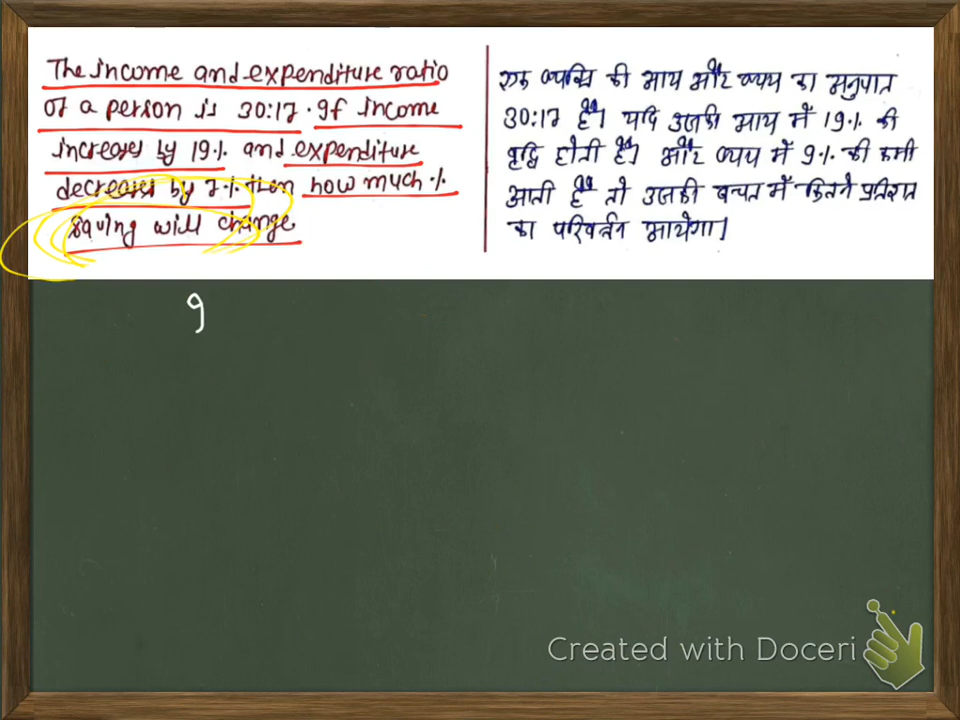 The income and expenditure ratio
of a person is 30:17. If income
increases by 19% and expenditure
decreases by 7% then how much %
saving will change
एक व्यक्ति की आय और व्यय का अनुपात
30:17 है। यदि उसकी आय में 19% की
वृद्धि होती है। और व्यय में 9% की कमी
आती है तो उसकी बचत में कितने प्रतिशत
का परिवर्तन आयेगा।
9
Created with Doceri